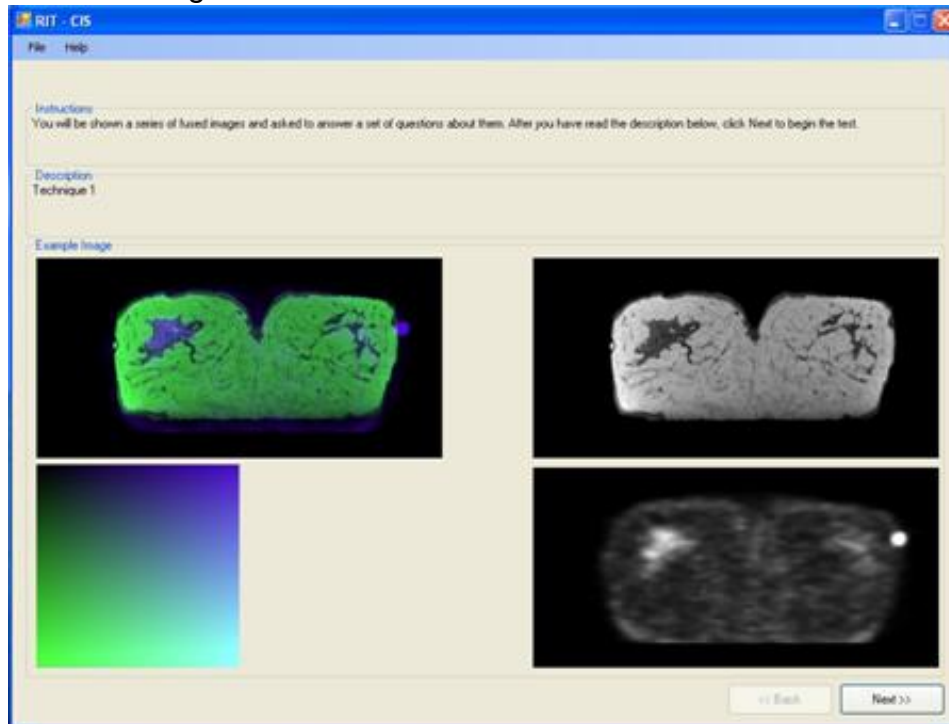 RIT - CIS
File Help
Instructions
You will be shown a series of fused images and asked to answer a set of questions about them. After you have read the description below, click Next to begin the test.
Description
Technique 1
Example Image
<< Back Next >>